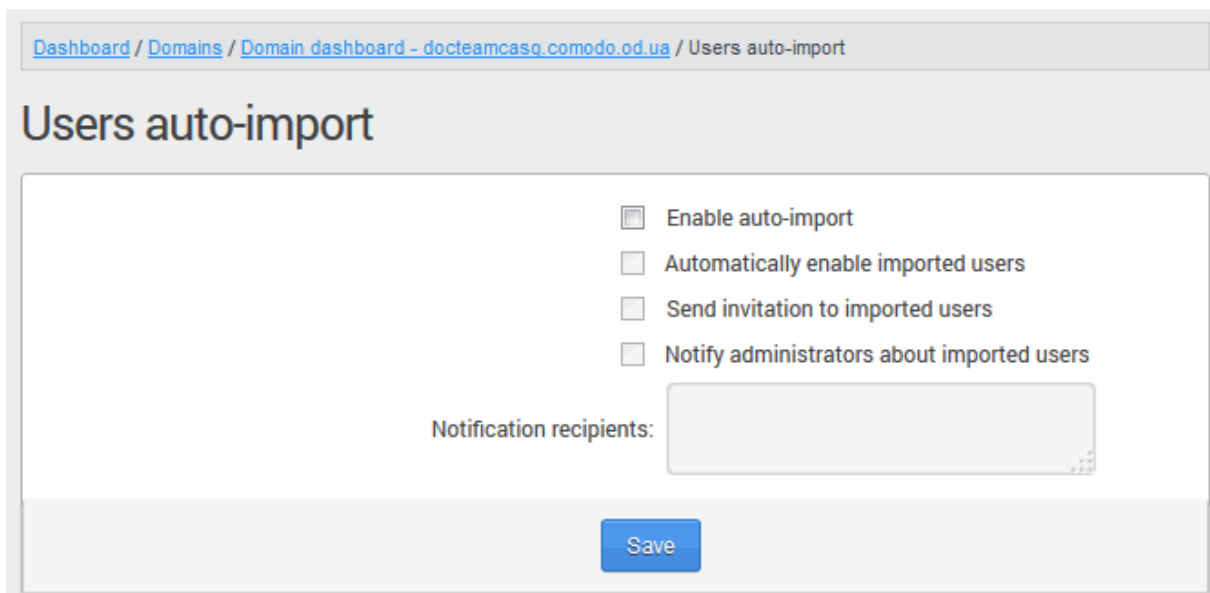 Dashboard / Domains / Domain dashboard - docteamcasg.comodo.od.ua / Users auto-import
Users auto-import
Enable auto-import
Automatically enable imported users
Send invitation to imported users
Notify administrators about imported users
Notification recipients:
Save